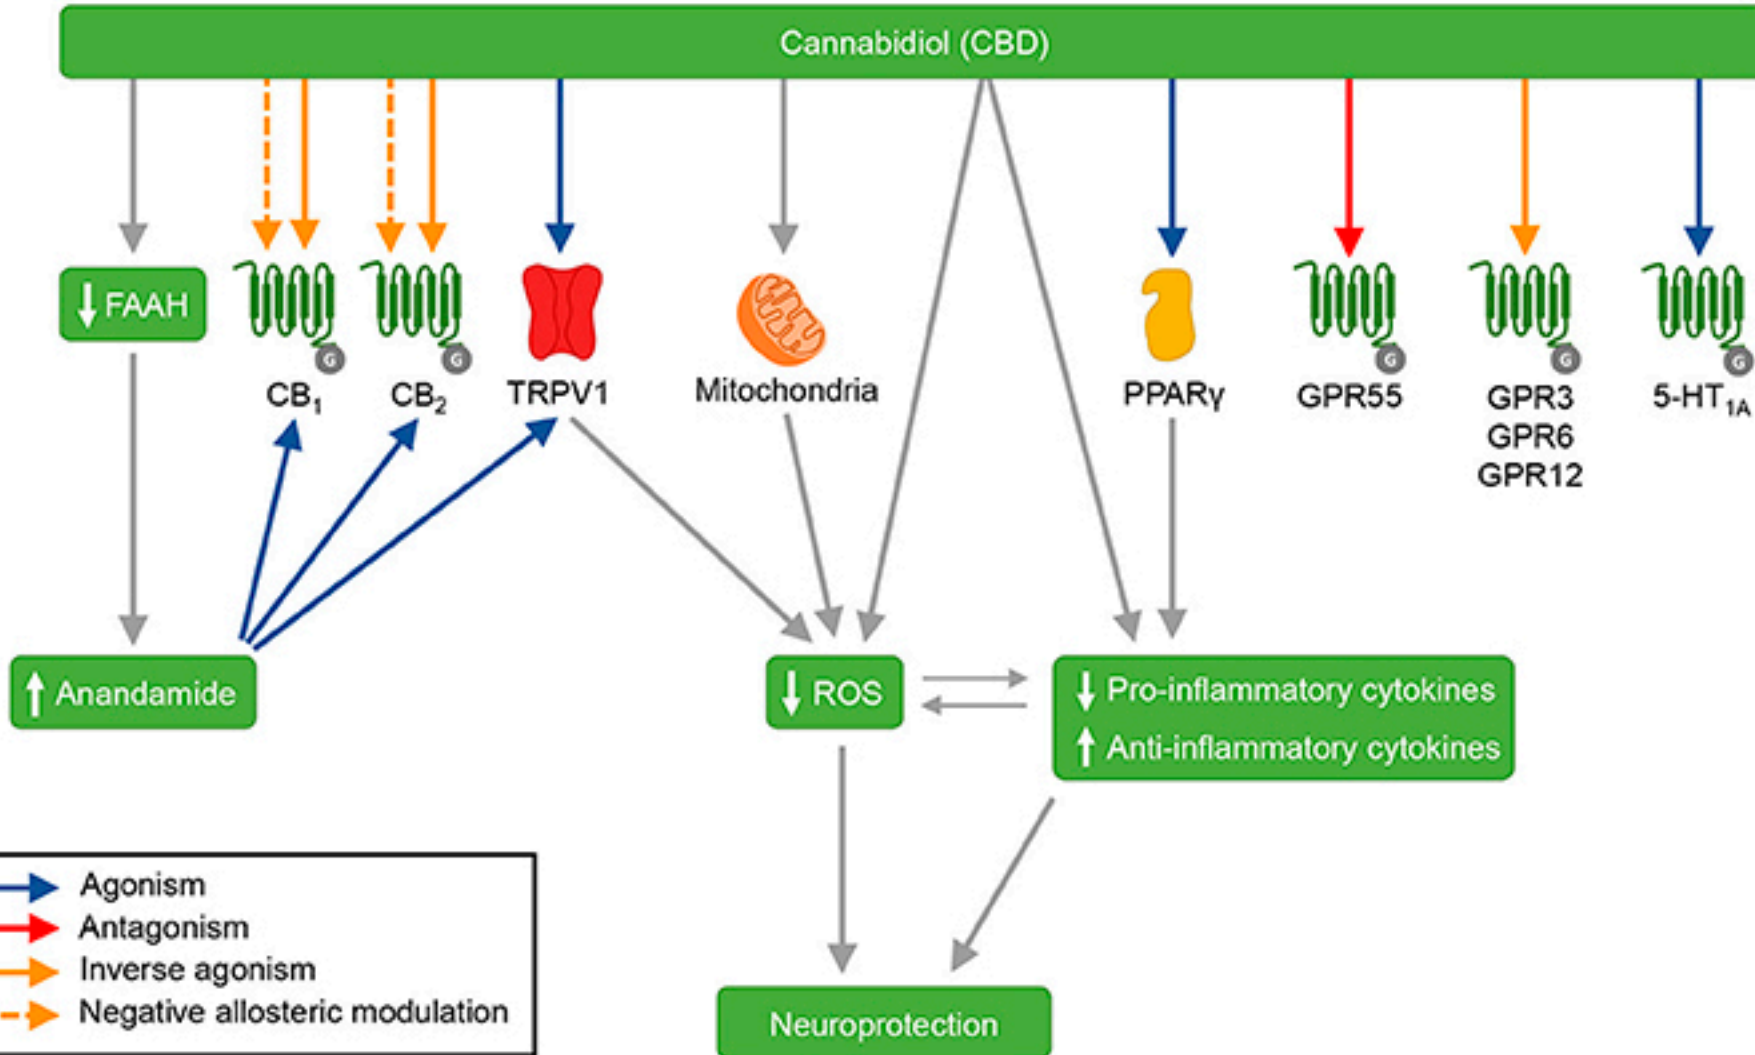 Cannabidiol (CBD)
↓ FAAH
G
G
G
G
G
CB₁
CB₂
TRPV1
Mitochondria
PPARγ
GPR55
GPR3
GPR6
GPR12
5-HT₁A
↑ Anandamide
↓ ROS
↓ Pro-inflammatory cytokines
↑ Anti-inflammatory cytokines
Agonism
Antagonism
Inverse agonism
Negative allosteric modulation
Neuroprotection